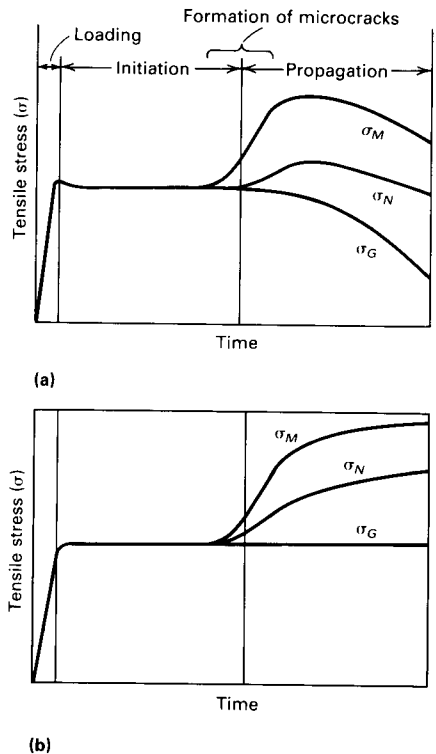 Formation of microcracks
Loading
Initiation
Propagation
Tensile stress (σ)
σM
σN
σG
Time
(a)
Tensile stress (σ)
σM
σN
σG
Time
(b)